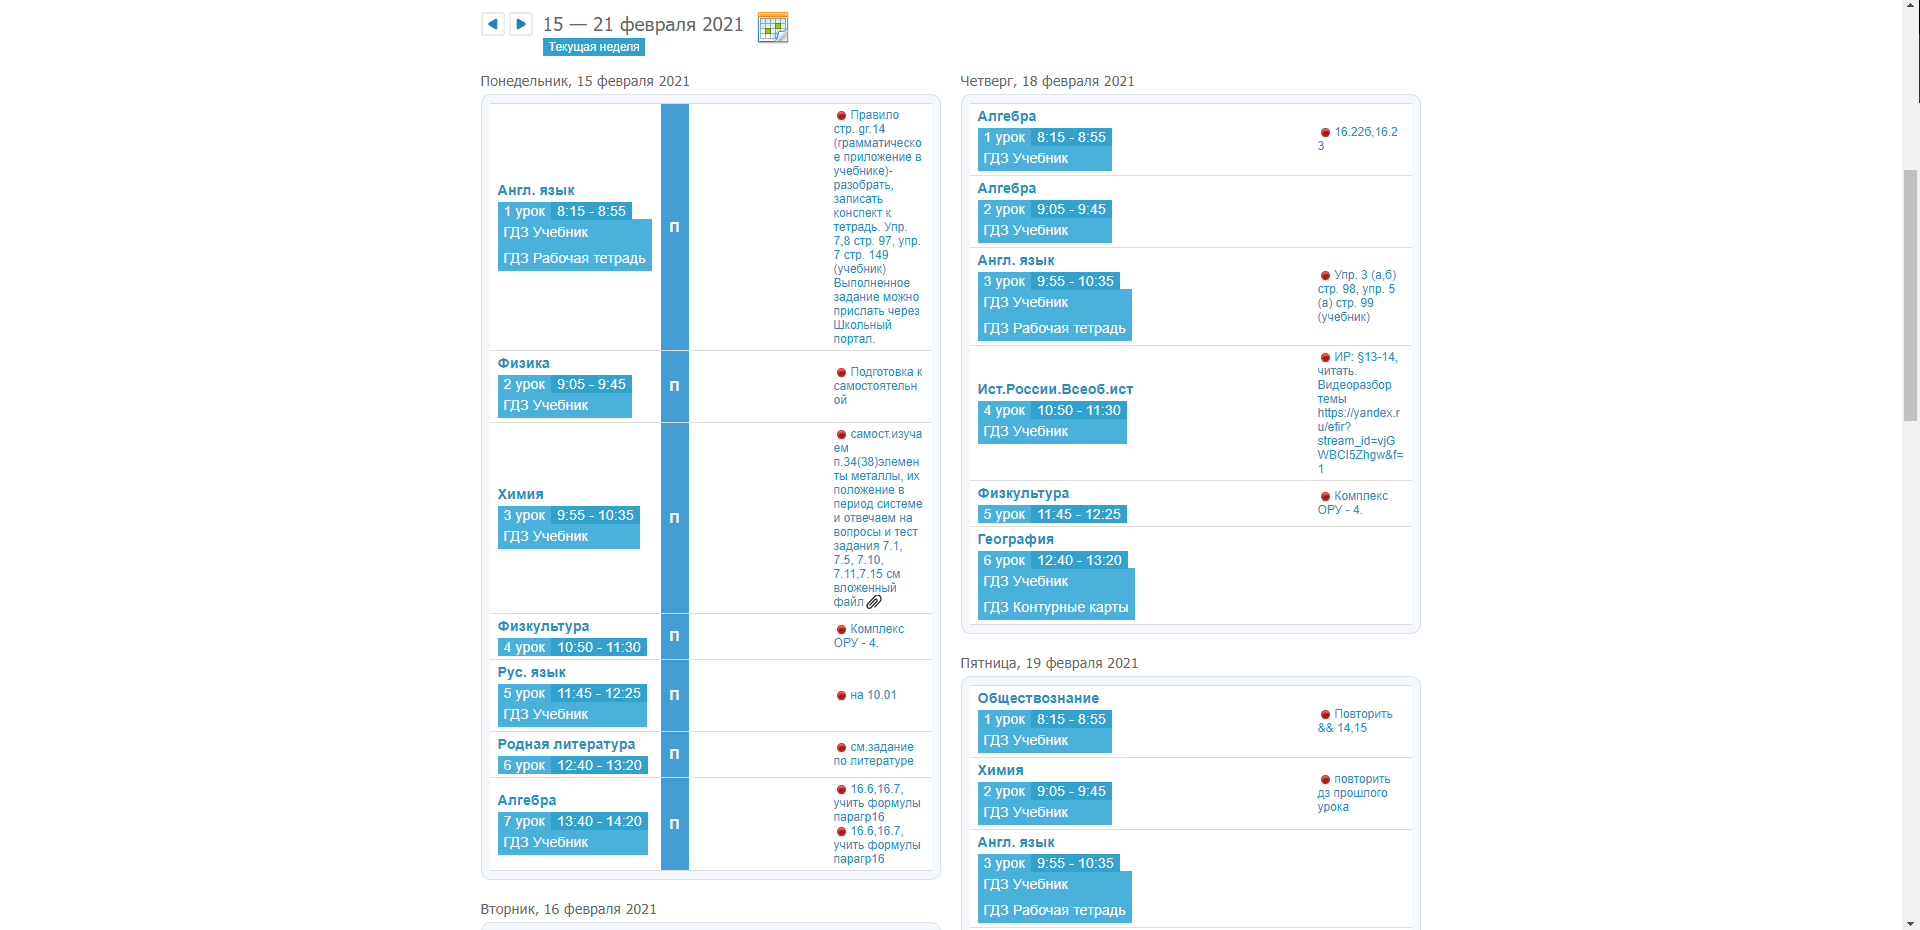 15 — 21 февраля 2021
Текущая неделя
Понедельник, 15 февраля 2021
Англ. язык
1 урок 8:15 - 8:55
ГДЗ Учебник
ГДЗ Рабочая тетрадь
П
Правило
стр. gr.14
(грамматическо
е приложение в
учебнике)-
разобрать,
записать
конспект к
тетрадь. Упр.
7,8 стр. 97, упр.
7 стр. 149
(учебник)
Выполненное
задание можно
прислать через
Школьный
портал.
Физика
2 урок 9:05 - 9:45
ГДЗ Учебник
П
Подготовка к
самостоятельн
ой
Химия
3 урок 9:55 - 10:35
ГДЗ Учебник
П
самост.изуча
ем
п.34(38)элемен
ты металлы, их
положение в
период системе
и отвечаем на
вопросы и тест
задания 7.1,
7.5, 7.10,
7.11,7.15 см
вложенный
файл
Физкультура
4 урок 10:50 - 11:30
П
Комплекс
ОРУ - 4.
Рус. язык
5 урок 11:45 - 12:25
ГДЗ Учебник
П
на 10.01
Родная литература
6 урок 12:40 - 13:20
П
см.задание
по литературе
Алгебра
7 урок 13:40 - 14:20
ГДЗ Учебник
П
16.6,16.7,
учить формулы
парагр16
16.6,16.7,
учить формулы
парагр16
Вторник, 16 февраля 2021
Четверг, 18 февраля 2021
Алгебра
1 урок 8:15 - 8:55
ГДЗ Учебник
16.22б,16.2
3
Алгебра
2 урок 9:05 - 9:45
ГДЗ Учебник
Англ. язык
3 урок 9:55 - 10:35
ГДЗ Учебник
ГДЗ Рабочая тетрадь
Упр. 3 (а,б)
стр. 98, упр. 5
(а) стр. 99
(учебник)
Ист.России.Всеоб.ист
4 урок 10:50 - 11:30
ГДЗ Учебник
ИР: §13-14,
читать.
Видеоразбор
темы
https://yandex.r
u/efir?
stream_id=vjG
WBCI5Zhgw&f=
1
Физкультура
5 урок 11:45 - 12:25
Комплекс
ОРУ - 4.
География
6 урок 12:40 - 13:20
ГДЗ Учебник
ГДЗ Контурные карты
Пятница, 19 февраля 2021
Обществознание
1 урок 8:15 - 8:55
ГДЗ Учебник
Повторить
&& 14,15
Химия
2 урок 9:05 - 9:45
ГДЗ Учебник
повторить
дз прошлого
урока
Англ. язык
3 урок 9:55 - 10:35
ГДЗ Учебник
ГДЗ Рабочая тетрадь